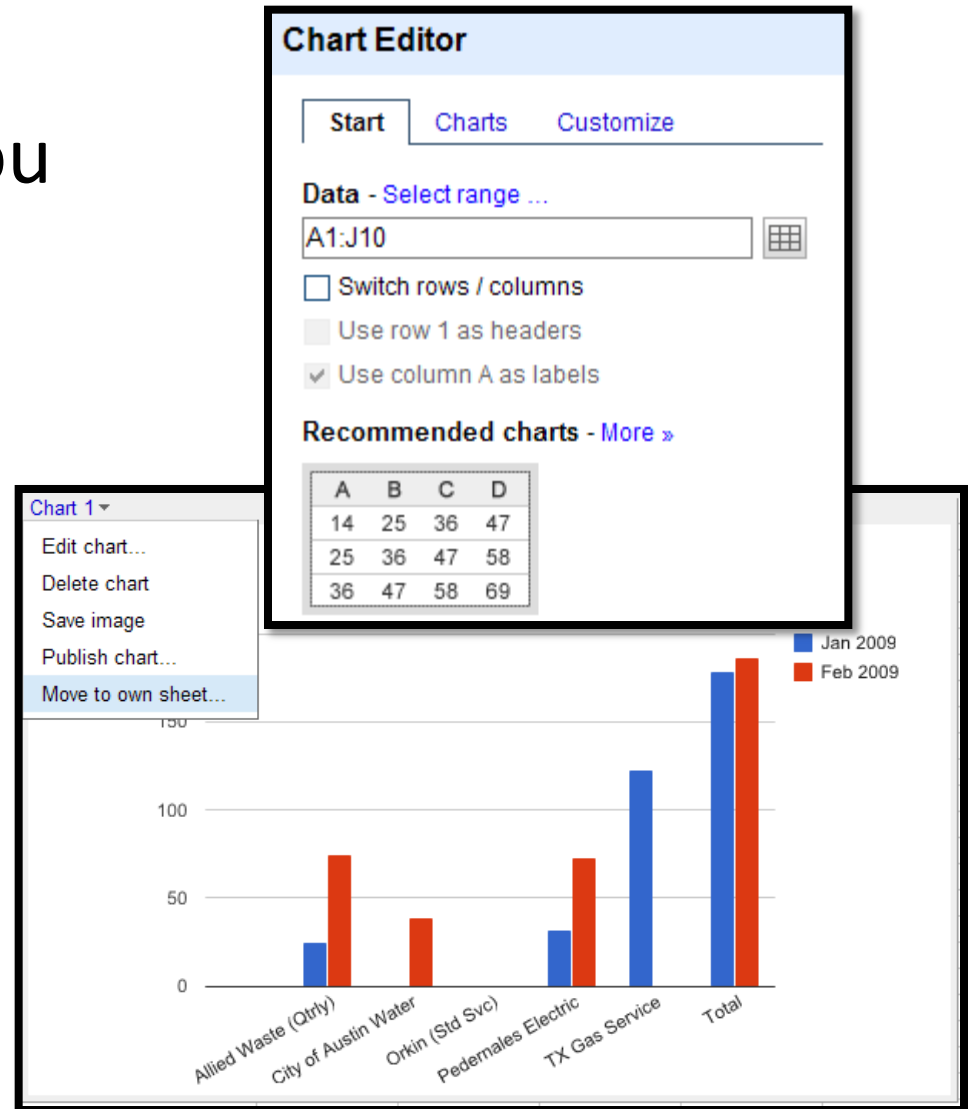 ou
Chart Editor
Start Charts Customize
Data - Select range ...
A1:J10
Switch rows / columns
Use row 1 as headers
Use column A as labels
Recommended charts - More »
A B C D
14 25 36 47
25 36 47 58
36 47 58 69
Chart 1
Edit chart...
Delete chart
Save image
Publish chart...
Move to own sheet...
Jan 2009
Feb 2009
150
100
50
0
Allied Waste (Qtrly)
City of Austin Water
Orkin (Std Svc)
Pedernales Electric
TX Gas Service
Total